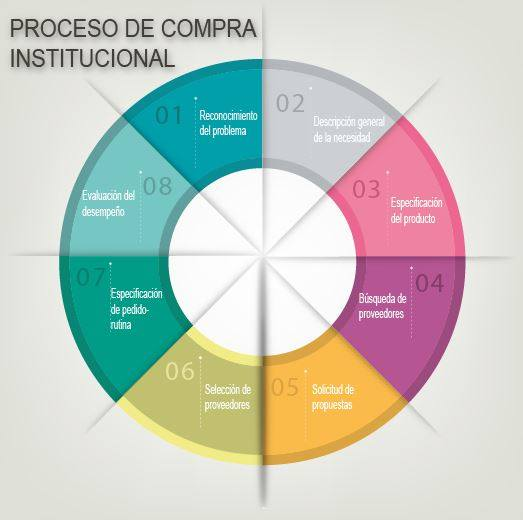 PROCESO DE COMPRA
INSTITUCIONAL
01
Reconocimiento
del problema
02
Descripción general
de la necesidad
03
Especificación
del producto
04
Búsqueda de
proveedores
05
Solicitud de
propuestas
06
Selección de
proveedores
07
Especificación
de pedido-
rutina
08
Evaluación del
desempeño